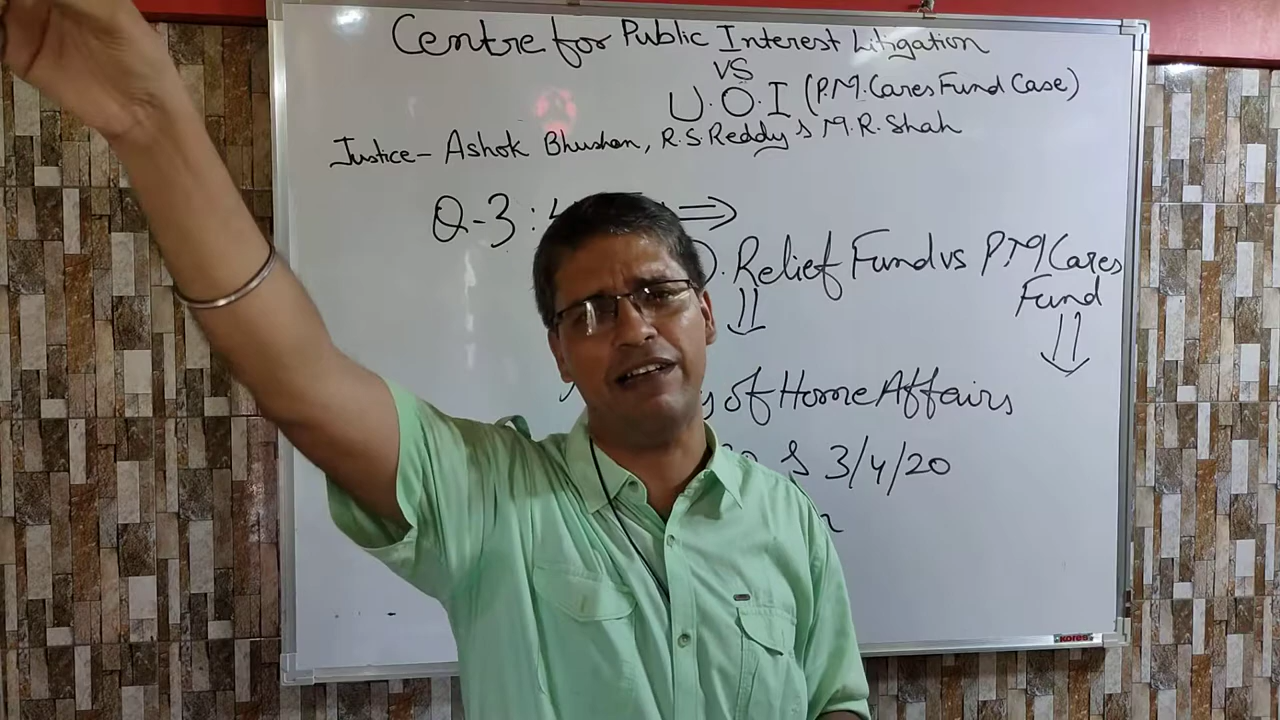 Centre for Public Interest Litigation
VS
U.O.I (P.M.Cares Fund Case)
Justice- Ashok Bhushan, R.S.Reddy & M.R.Shah
Q-3: ⇒
Relief Fund vs P.M Cares
Fund
of Home Affairs
& 3/4/20
KORES